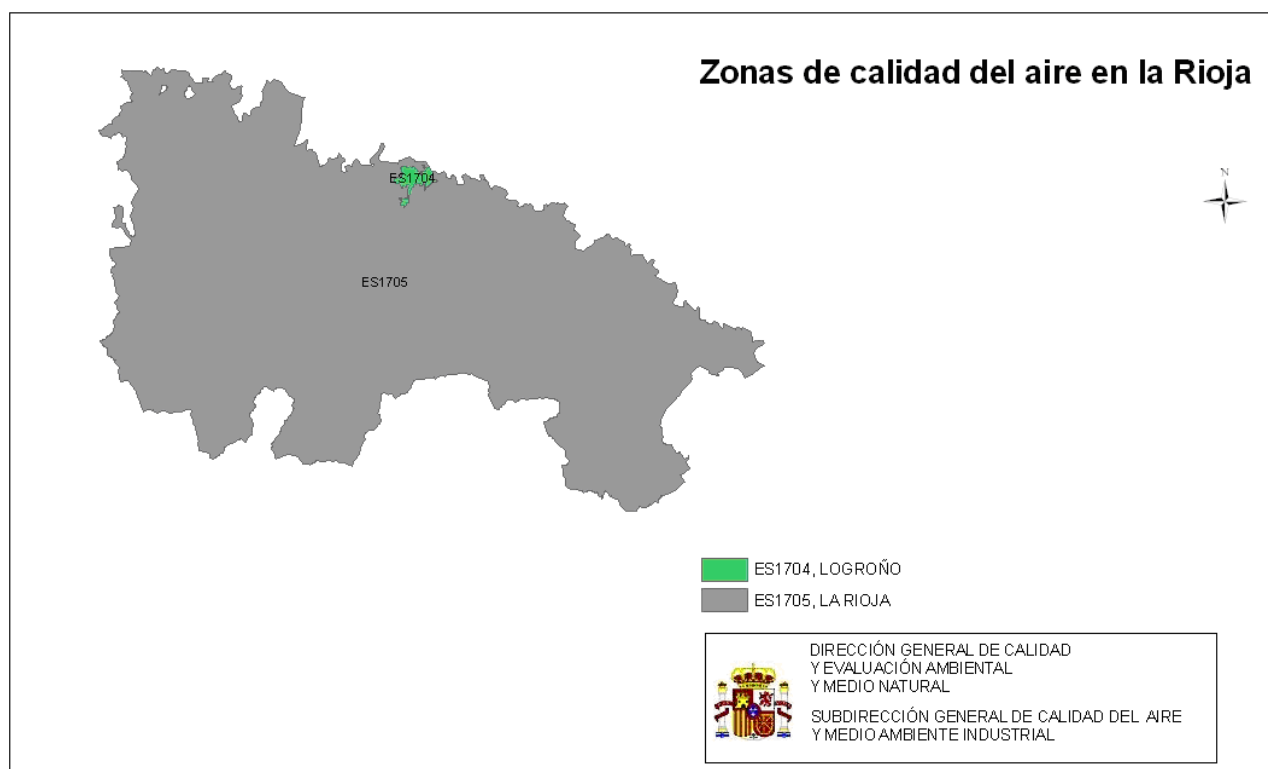 Zonas de calidad del aire en la Rioja
N
ES1704
ES1705
ES1704, LOGROÑO
ES1705, LA RIOJA
DIRECCIÓN GENERAL DE CALIDAD
Y EVALUACIÓN AMBIENTAL
Y MEDIO NATURAL
SUBDIRECCIÓN GENERAL DE CALIDAD DEL AIRE
Y MEDIO AMBIENTE INDUSTRIAL